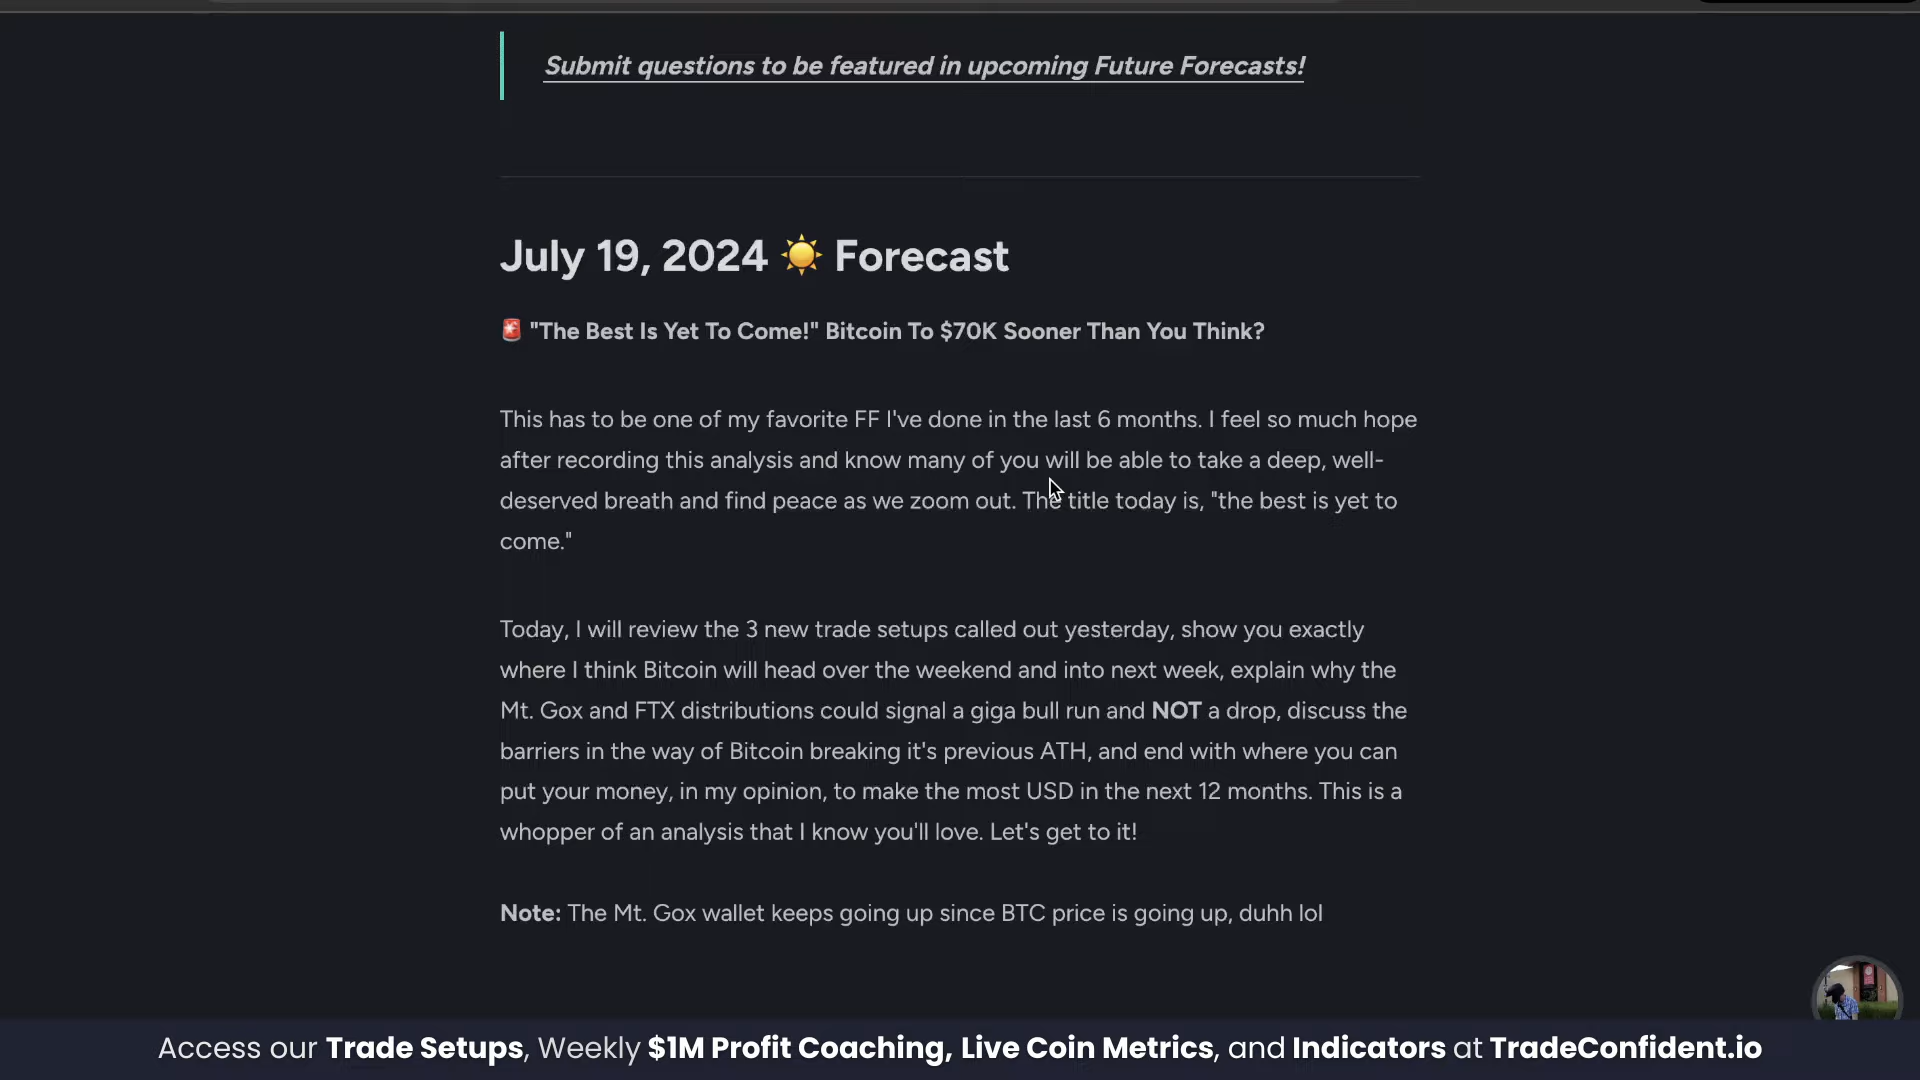 Submit questions to be featured in upcoming Future Forecasts!
July 19, 2024 ☀️ Forecast
🚨 "The Best Is Yet To Come!" Bitcoin To $70K Sooner Than You Think?
This has to be one of my favorite FF I've done in the last 6 months. I feel so much hope
after recording this analysis and know many of you will be able to take a deep, well-
deserved breath and find peace as we zoom out. The title today is, "the best is yet to
come."
Today, I will review the 3 new trade setups called out yesterday, show you exactly
where I think Bitcoin will head over the weekend and into next week, explain why the
Mt. Gox and FTX distributions could signal a giga bull run and NOT a drop, discuss the
barriers in the way of Bitcoin breaking it's previous ATH, and end with where you can
put your money, in my opinion, to make the most USD in the next 12 months. This is a
whopper of an analysis that I know you'll love. Let's get to it!
Note: The Mt. Gox wallet keeps going up since BTC price is going up, duhh lol
Access our Trade Setups, Weekly $1M Profit Coaching, Live Coin Metrics, and Indicators at TradeConfident.io